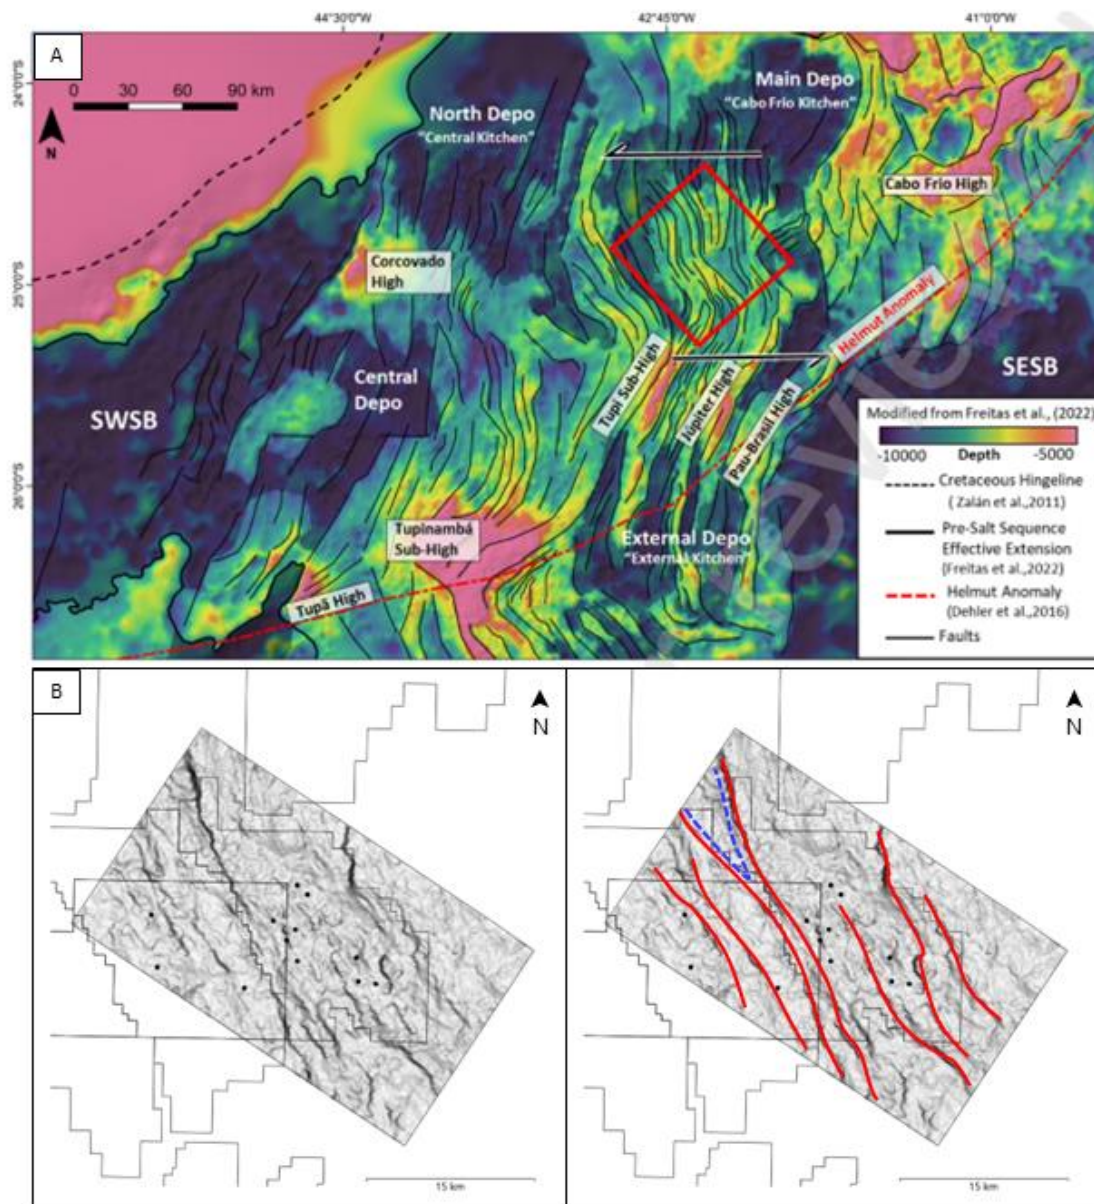 44°30'0"W
42°45'0"W
41°0'0"W
A
0 30 60 90 km
N
24°0'0"S
25°0'0"S
26°0'0"S
North Depo
"Central Kitchen"
Main Depo
"Cabo Frio Kitchen"
Cabo Frio High
Corcovado
High
Helmut Anomaly
Central
Depo
SWSB
SESB
Tupi Sub-High
Júpiter High
Pau-Brasil High
Tupinambá
Sub-High
External Depo
"External Kitchen"
Tupã High
Modified from Freitas et al., (2022)
-10000 Depth -5000
Cretaceous Hingeline
( Zalán et al.,2011)
Pre-Salt Sequence
Effective Extension
(Freitas et al.,2022)
Helmut Anomaly
(Dehler et al.,2016)
Faults
B
N
15 km
N
15 km